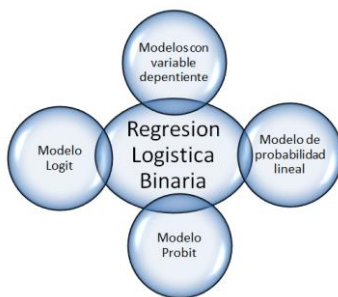 Modelos con
variable
depentiente
Regresion
Logistica
Binaria
Modelo
Logit
Modelo de
probabilidad
lineal
Modelo
Probit